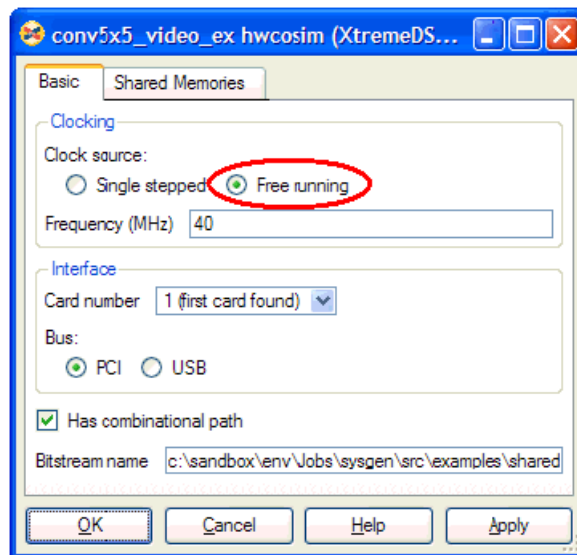 conv5x5_video_ex hwcosim (XtremeDS...
Basic Shared Memories
Clocking
Clock source:
Single stepped Free running
Frequency (MHz) 40
Interface
Card number 1 (first card found)
Bus:
PCI USB
Has combinational path
Bitstream name c:\sandbox\env\Jobs\sysgen\src\examples\shared
OK Cancel Help Apply